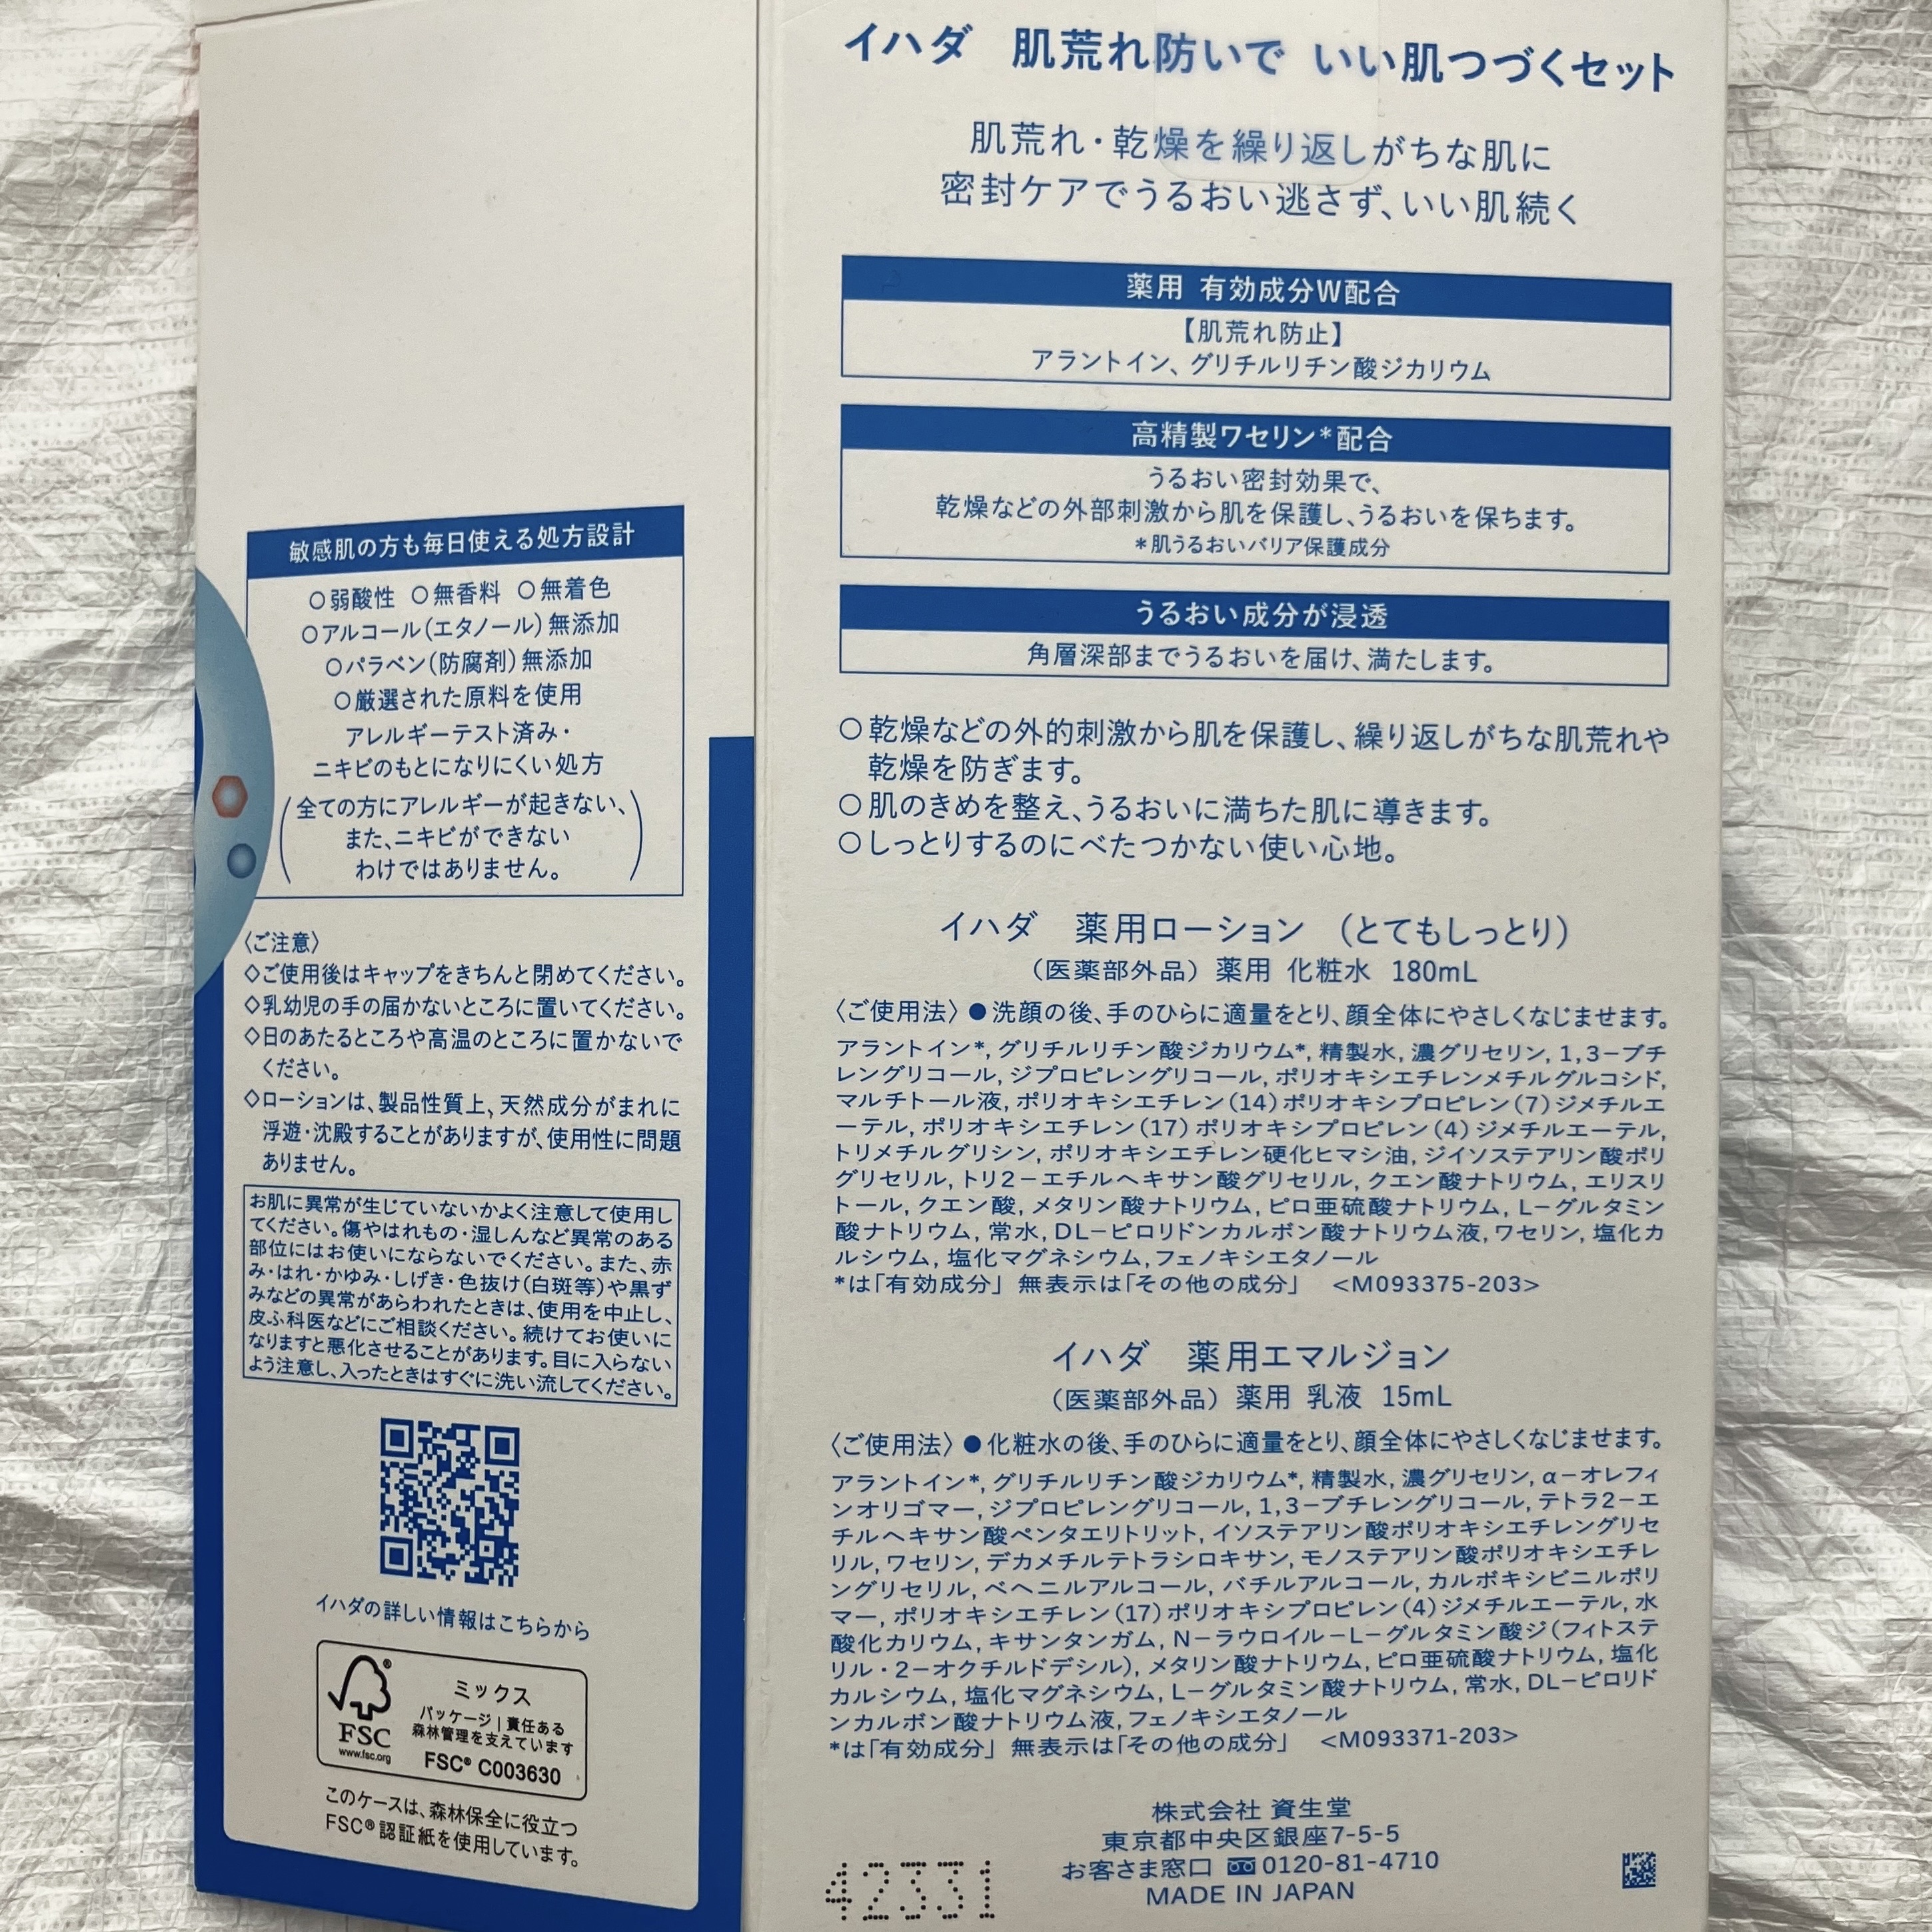 イハダ 肌荒れ防いで いい肌つづくセット
肌荒れ・乾燥を繰り返しがちな肌に
密封ケアでうるおい逃さず、いい肌続く
薬用 有効成分W配合
【肌荒れ防止】
アラントイン、グリチルリチン酸ジカリウム
高精製ワセリン*配合
うるおい密封効果で、
乾燥などの外部刺激から肌を保護し、うるおいを保ちます。
*肌うるおいバリア保護成分
うるおい成分が浸透
角層深部までうるおいを届け、満たします。
○乾燥などの外的刺激から肌を保護し、繰り返しがちな肌荒れや
乾燥を防ぎます。
○肌のきめを整え、うるおいに満ちた肌に導きます。
○しっとりするのにべたつかない使い心地。
イハダ 薬用ローション (とてもしっとり)
(医薬部外品) 薬用 化粧水 180mL
〈ご使用法〉●洗顔の後、手のひらに適量をとり、顔全体にやさしくなじませます。
アラントイン*, グリチルリチン酸ジカリウム*, 精製水, 濃グリセリン, 1,3-ブチ
レングリコール, ジプロピレングリコール, ポリオキシエチレンメチルグルコシド,
マルチトール液, ポリオキシエチレン(14)ポリオキシプロピレン(7)ジメチルエ
ーテル, ポリオキシエチレン(17)ポリオキシプロピレン(4)ジメチルエーテル,
トリメチルグリシン, ポリオキシエチレン硬化ヒマシ油, ジイソステアリン酸ポリ
グリセリル, トリ2-エチルヘキサン酸グリセリル, クエン酸ナトリウム, エリスリ
トール, クエン酸, メタリン酸ナトリウム, ピロ亜硫酸ナトリウム, L-グルタミン
酸ナトリウム, 常水, DL-ピロリドンカルボン酸ナトリウム液, ワセリン, 塩化カ
ルシウム, 塩化マグネシウム, フェノキシエタノール
*は「有効成分」無表示は「その他の成分」 <M093375-203>
イハダ 薬用エマルジョン
(医薬部外品) 薬用 乳液 15mL
〈ご使用法〉●化粧水の後、手のひらに適量をとり、顔全体にやさしくなじませます。
アラントイン*, グリチルリチン酸ジカリウム*, 精製水, 濃グリセリン, α-オレフィ
ンオリゴマー, ジプロピレングリコール, 1,3-ブチレングリコール, テトラ2-エ
チルヘキサン酸ペンタエリトリット, イソステアリン酸ポリオキシエチレングリセ
リル, ワセリン, デカメチルテトラシロキサン, モノステアリン酸ポリオキシエチレ
ングリセリル, ベヘニルアルコール, バチルアルコール, カルボキシビニルポリ
マー, ポリオキシエチレン(17)ポリオキシプロピレン(4)ジメチルエーテル, 水
酸化カリウム, キサンタンガム, N-ラウロイル-L-グルタミン酸ジ(フィトステ
リル・2-オクチルドデシル), メタリン酸ナトリウム, ピロ亜硫酸ナトリウム, 塩化
カルシウム, 塩化マグネシウム, L-グルタミン酸ナトリウム, 常水, DL-ピロリド
ンカルボン酸ナトリウム液, フェノキシエタノール
*は「有効成分」無表示は「その他の成分」 <M093371-203>
株式会社 資生堂
東京都中央区銀座7-5-5
お客さま窓口 0120-81-4710
MADE IN JAPAN
42331
敏感肌の方も毎日使える処方設計
○弱酸性 ○無香料 ○無着色
○アルコール(エタノール)無添加
○パラベン(防腐剤)無添加
○厳選された原料を使用
アレルギーテスト済み・
ニキビのもとになりにくい処方
(全ての方にアレルギーが起きない、
また、ニキビができない
わけではありません。)
〈ご注意〉
◇ご使用後はキャップをきちんと閉めてください。
◇乳幼児の手の届かないところに置いてください。
◇日のあたるところや高温のところに置かないで
ください。
◇ローションは、製品性質上、天然成分がまれに
浮遊・沈殿することがありますが、使用性に問題
ありません。
お肌に異常が生じていないかよく注意して使用し
てください。傷やはれもの・湿しんなど異常のある
部位にはお使いにならないでください。また、赤
み・はれ・かゆみ・しげき・色抜け(白斑等)や黒ず
みなどの異常があらわれたときは、使用を中止し、
皮ふ科医などにご相談ください。続けてお使いに
なりますと悪化させることがあります。目に入らない
よう注意し、入ったときはすぐに洗い流してください。
イハダの詳しい情報はこちらから
FSC
®
www.fsc.org
ミックス
パッケージ|責任ある
森林管理を支えています
FSC® C003630
このケースは、森林保全に役立つ
FSC®認証紙を使用しています。